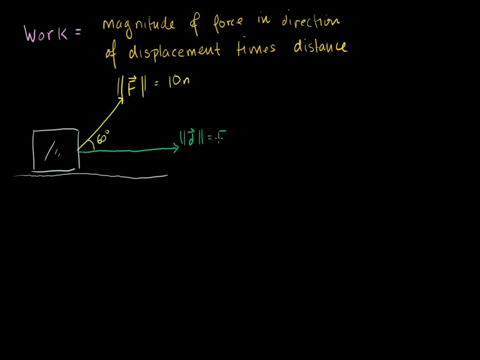 Work = magnitude of force in direction
of displacement times distance
||F|| = 10n
60°
||d|| = 5